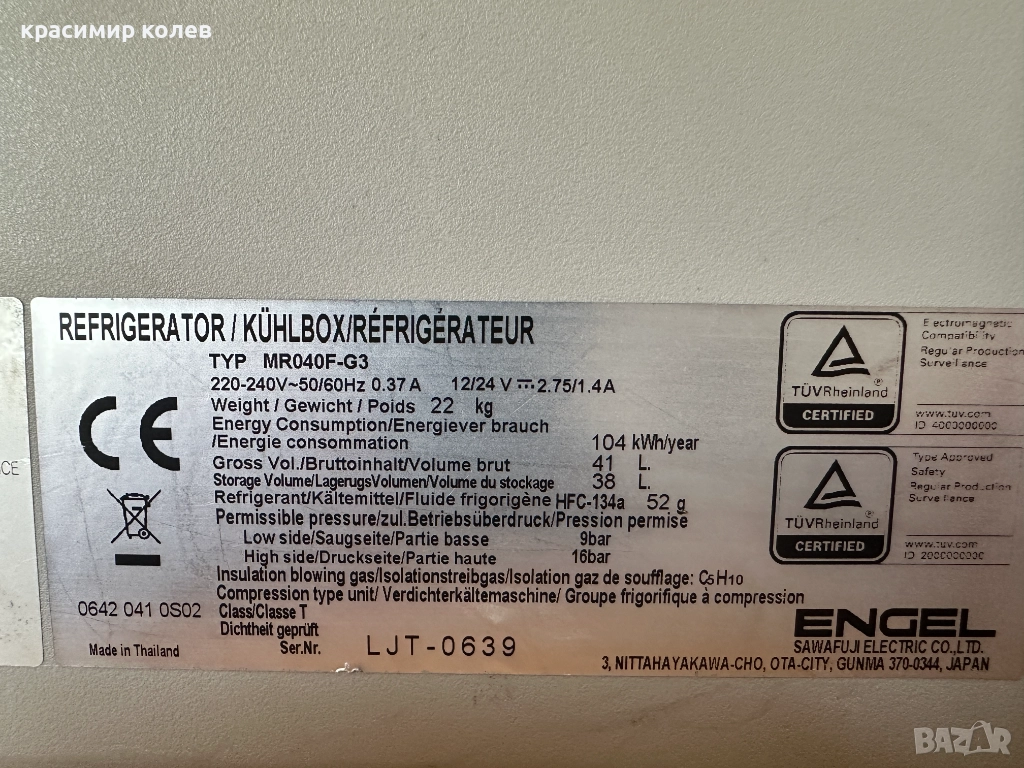 красимир колев
REFRIGERATOR / KÜHLBOX/RÉFRIGÉRATEUR
TYP MR040F-G3
220-240V~50/60Hz 0.37A 12/24 V ⎓ 2.75/1.4A
Weight / Gewicht / Poids 22 kg
Energy Consumption/Energiever brauch
/Energie consommation 104 kWh/year
Gross Vol./Bruttoinhalt/Volume brut 41 L.
Storage Volume/LagerugsVolumen/Volume du stockage 38 L.
Refrigerant/Kältemittel/Fluide frigorigène HFC-134a 52 g
Permissible pressure/zul.Betriebsüberdruck/Pression permise
Low side/Saugseite/Partie basse 9bar
High side/Druckseite/Partie haute 16bar
Insulation blowing gas/Isolationstreibgas/Isolation gaz de soufflage: C5H10
Compression type unit/ Verdichterkältemaschine/ Groupe frigorifique à compression
Class/Classe T
Dichtheit geprüft
Ser.Nr. LJT-0639
CE
0642 041 0S02
Made in Thailand
TÜVRheinland®
CERTIFIED
Electromagnetic
Compatibility
Regular Production
Surveillance
www.tuv.com
ID 4000000000
TÜVRheinland®
CERTIFIED
Type Approved
Safety
Regular Production
Surveillance
www.tuv.com
ID 2000000000
ENGEL
SAWAFUJI ELECTRIC CO.,LTD.
3, NITTAHAYAKAWA-CHO, OTA-CITY, GUNMA 370-0344, JAPAN
CE
BAZAR